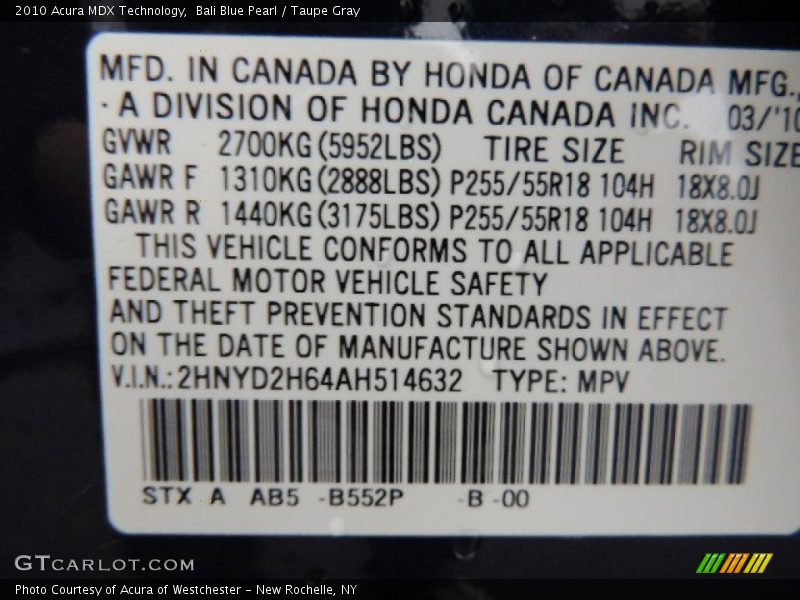 2010 Acura MDX Technology,  Bali Blue Pearl / Taupe Gray
MFD. IN CANADA BY HONDA OF CANADA MFG.,
· A DIVISION OF HONDA CANADA INC. 03/'10
GVWR 2700KG(5952LBS) TIRE SIZE RIM SIZE
GAWR F 1310KG(2888LBS) P255/55R18 104H 18X8.0J
GAWR R 1440KG(3175LBS) P255/55R18 104H 18X8.0J
THIS VEHICLE CONFORMS TO ALL APPLICABLE
FEDERAL MOTOR VEHICLE SAFETY
AND THEFT PREVENTION STANDARDS IN EFFECT
ON THE DATE OF MANUFACTURE SHOWN ABOVE.
V.I.N.:2HNYD2H64AH514632 TYPE: MPV
STX A AB5 -B552P -B -00
GTCARLOT.COM
Photo Courtesy of Acura of Westchester - New Rochelle, NY